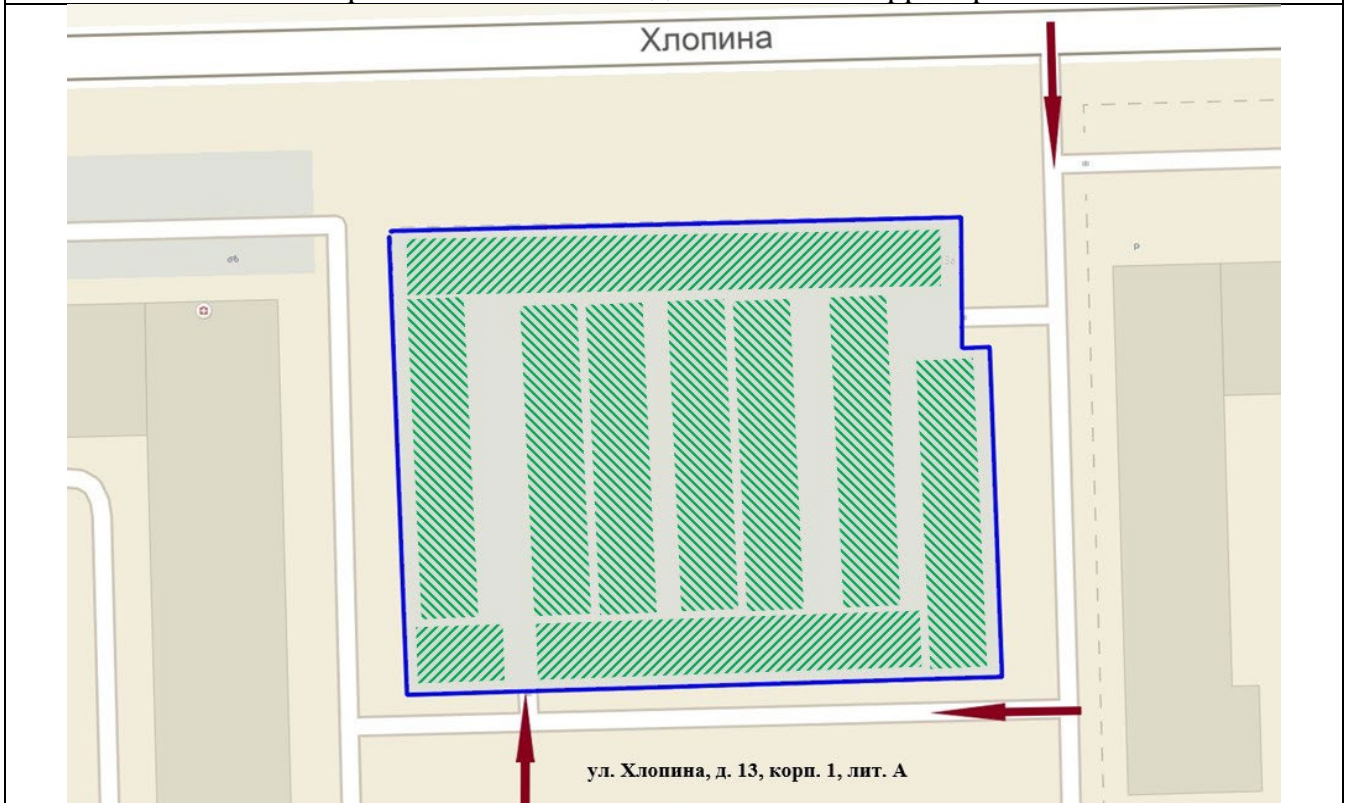 Хлопина
Р
ул. Хлопина, д. 13, корп. 1, лит. А